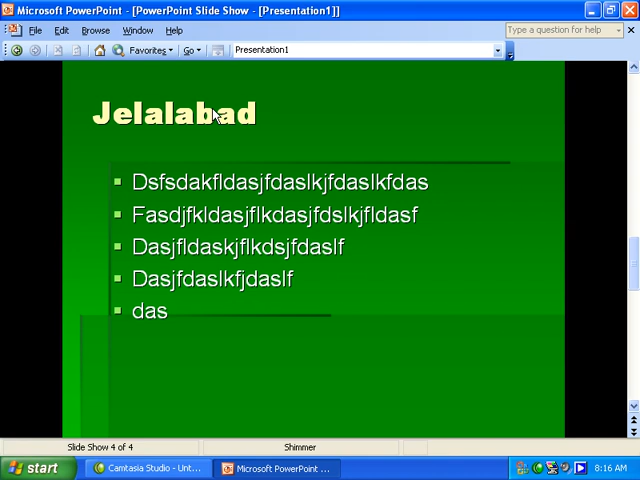 Microsoft PowerPoint - [PowerPoint Slide Show - [Presentation1]]
File Edit Browse Window Help Type a question for help
Favorites Go Presentation1
Jelalabad
Dsfsdakfldasjfdaslkjfdaslkfdas
Fasdjfkldasjflkdasjfdslkjfldasf
Dasjfldaskjflkdsjfdaslf
Dasjfdaslkfjdaslf
das
Slide Show 4 of 4 Shimmer
start Camtasia Studio - Unt... Microsoft PowerPoint ... 8:16 AM